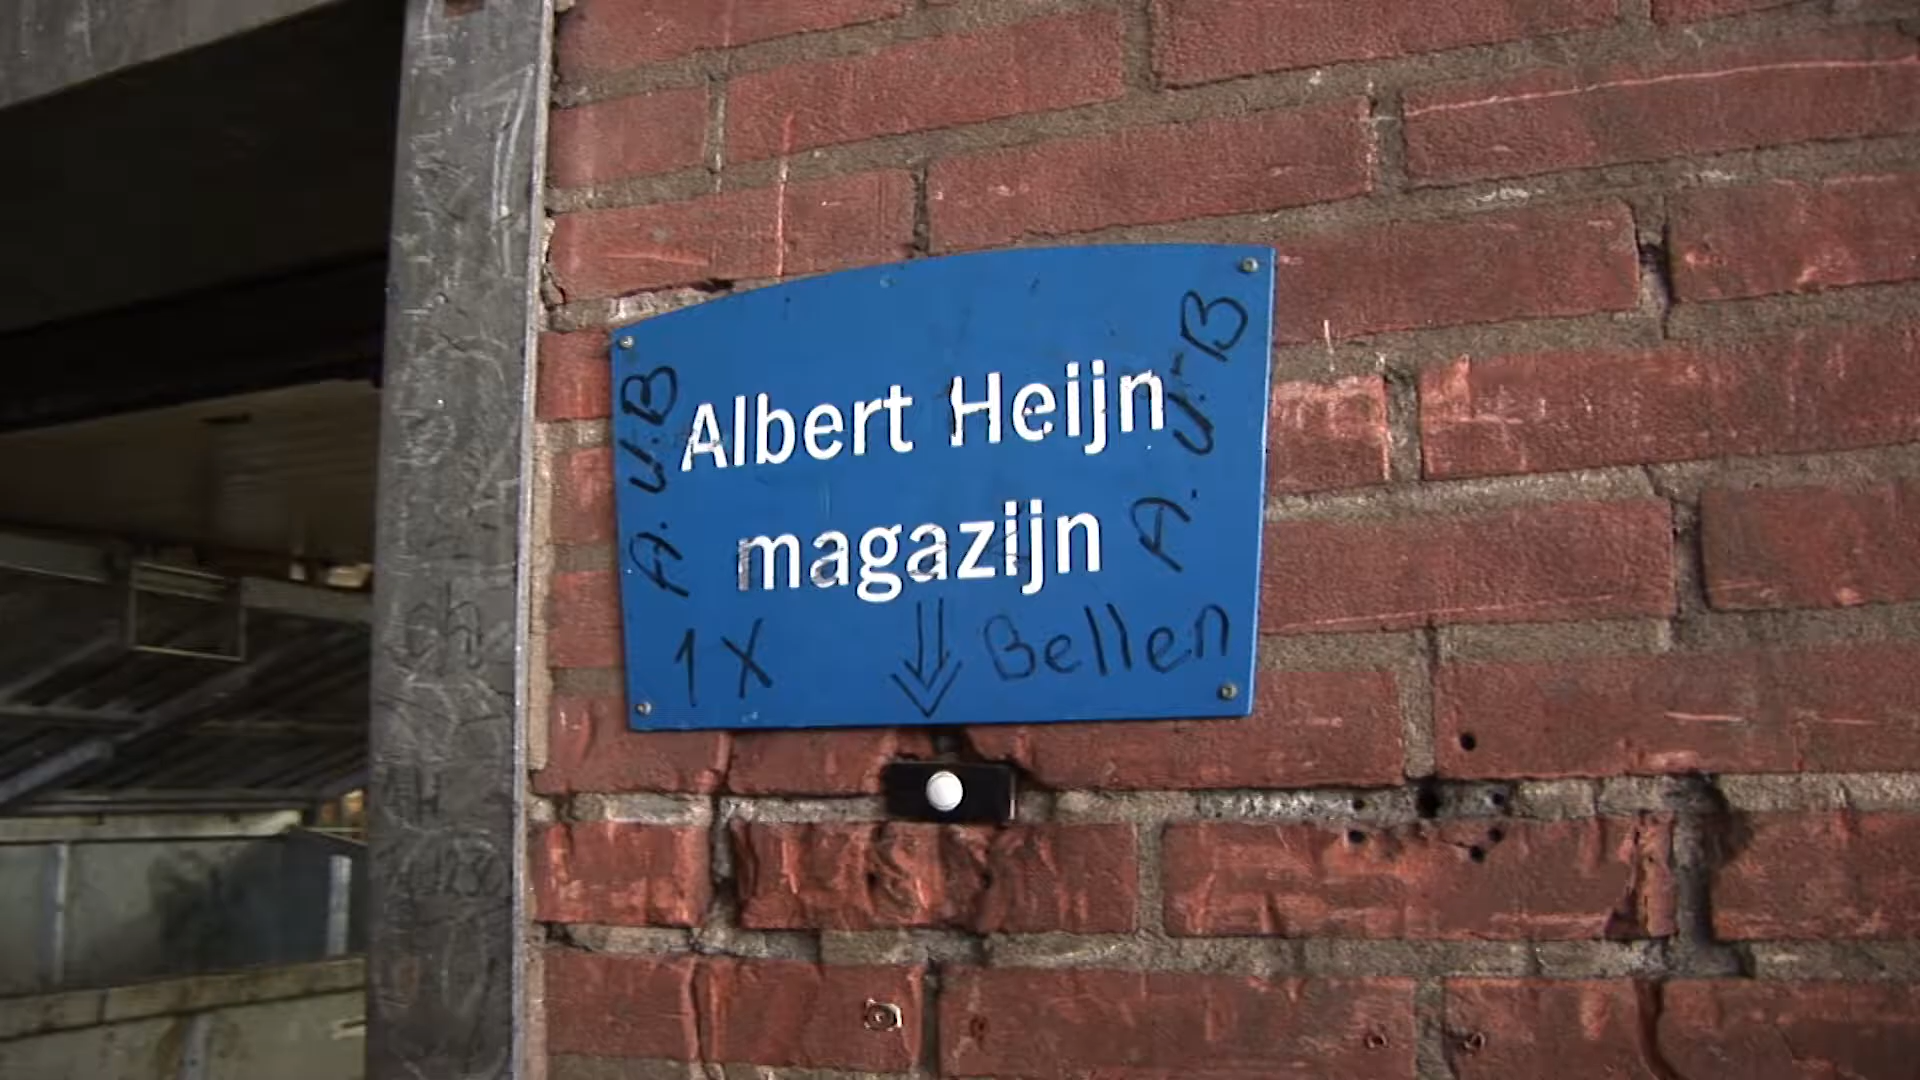 Albert Heijn
magazijn
A.U.B
A.U.B
1X
Bellen